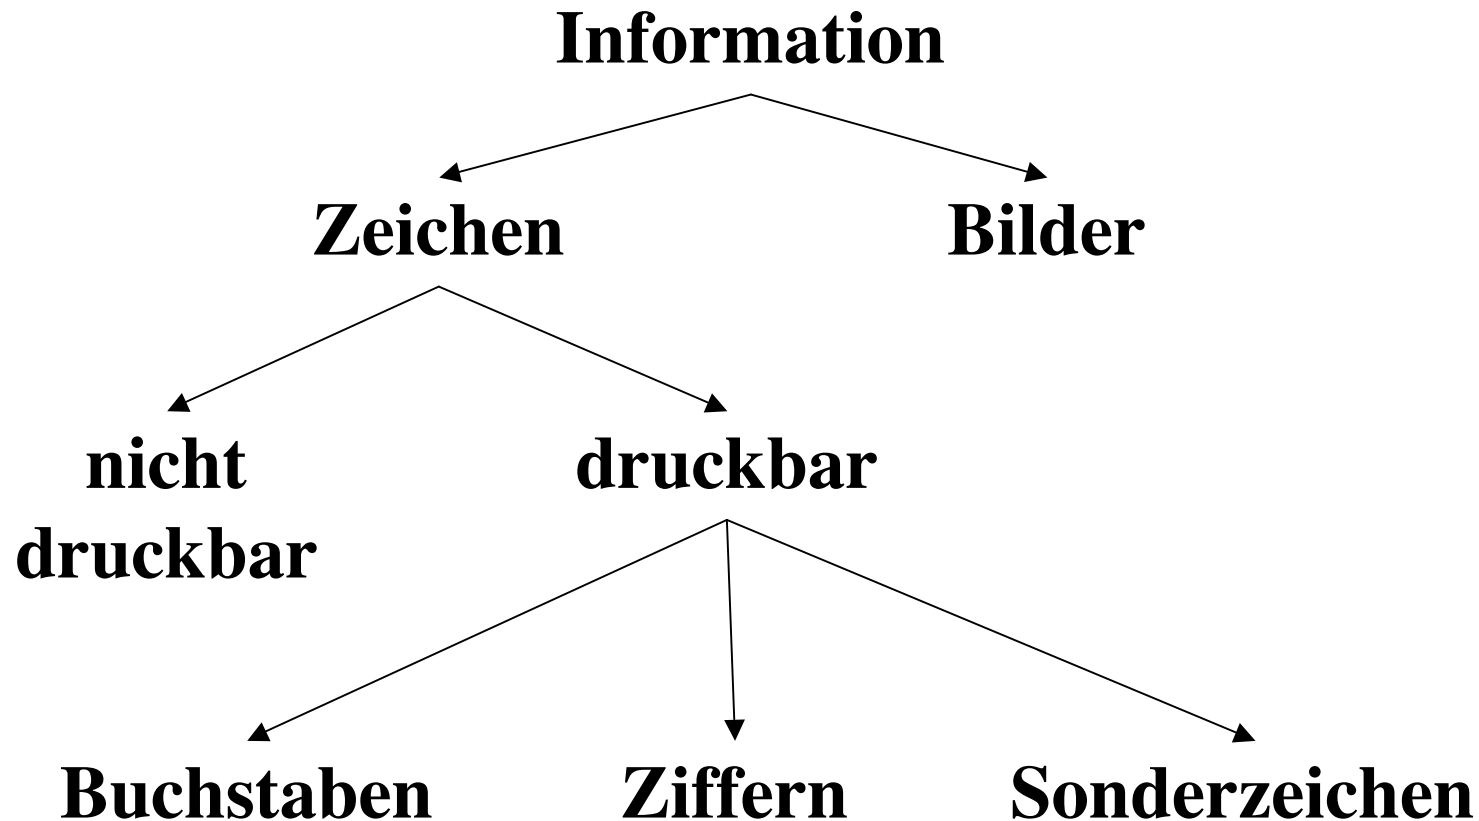 Information
Zeichen Bilder
nicht druckbar
druckbar
Buchstaben Ziffern Sonderzeichen